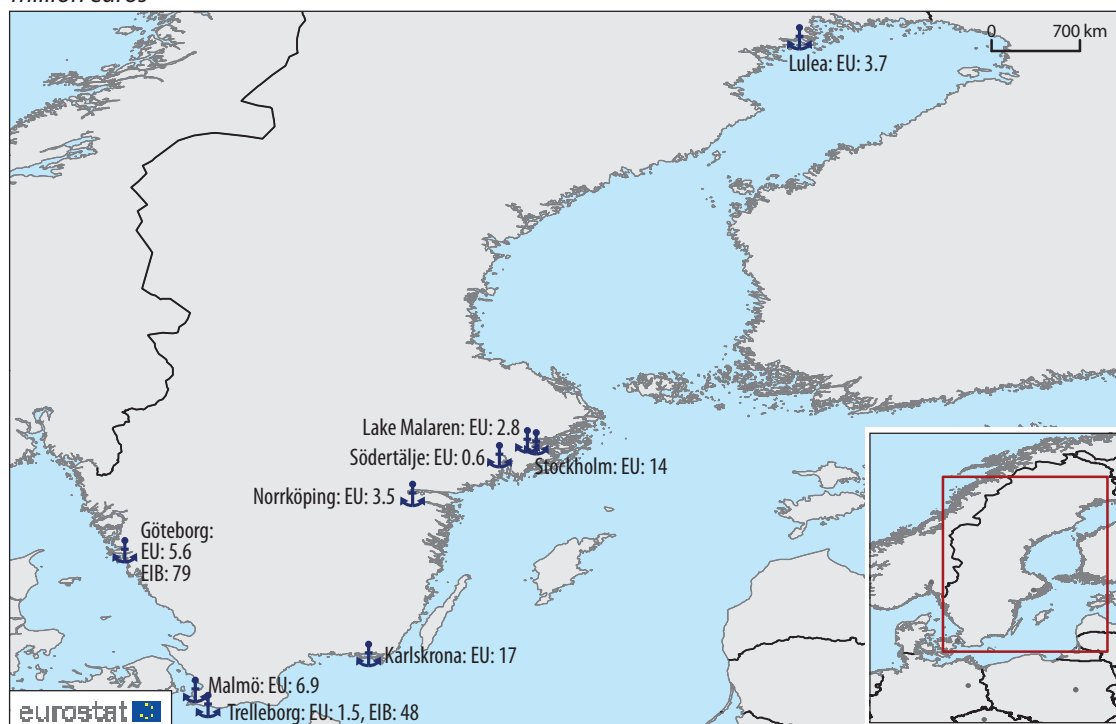 million euros
0 700 km
Lulea: EU: 3.7
Lake Malaren: EU: 2.8
Södertälje: EU: 0.6
Stockholm: EU: 14
Norrköping: EU: 3.5
Göteborg:
EU: 5.6
EIB: 79
Karlskrona: EU: 17
Malmö: EU: 6.9
Trelleborg: EU: 1.5, EIB: 48
eurostat